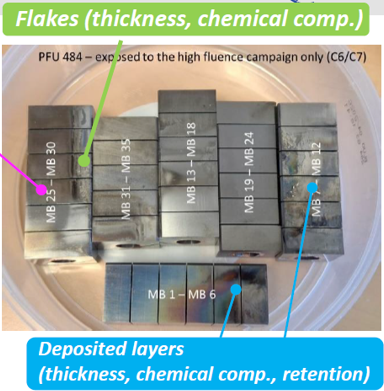 Flakes (thickness, chemical comp.)
PFU 484 – exposed to the high fluence campaign only (C6/C7)
MB 25 – MB 30
MB 31 – MB 35
MB 13 – MB 18
MB 19 – MB 24
MB 12
MB 1 – MB 6
Deposited layers
(thickness, chemical comp., retention)